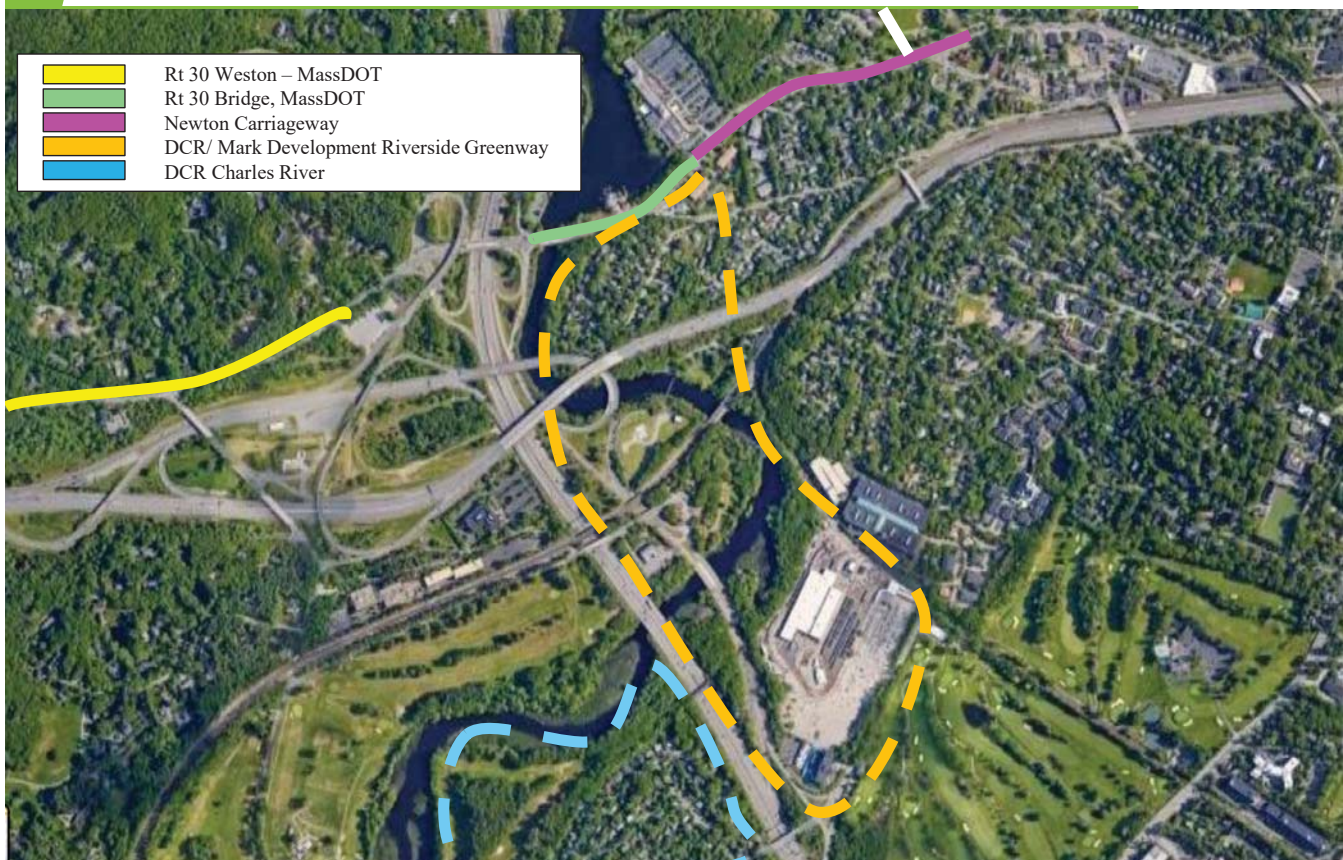 Rt 30 Weston – MassDOT
Rt 30 Bridge, MassDOT
Newton Carriageway
DCR/ Mark Development Riverside Greenway
DCR Charles River